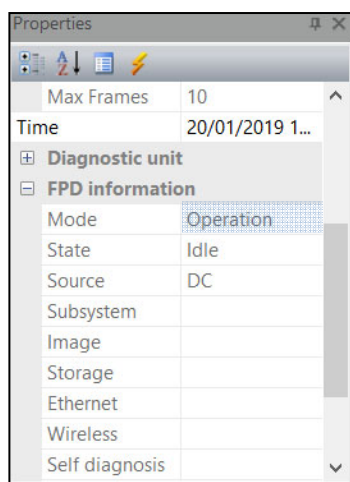 Properties
Max Frames 10
Time 20/01/2019 1...
Diagnostic unit
FPD information
Mode Operation
State Idle
Source DC
Subsystem
Image
Storage
Ethernet
Wireless
Self diagnosis